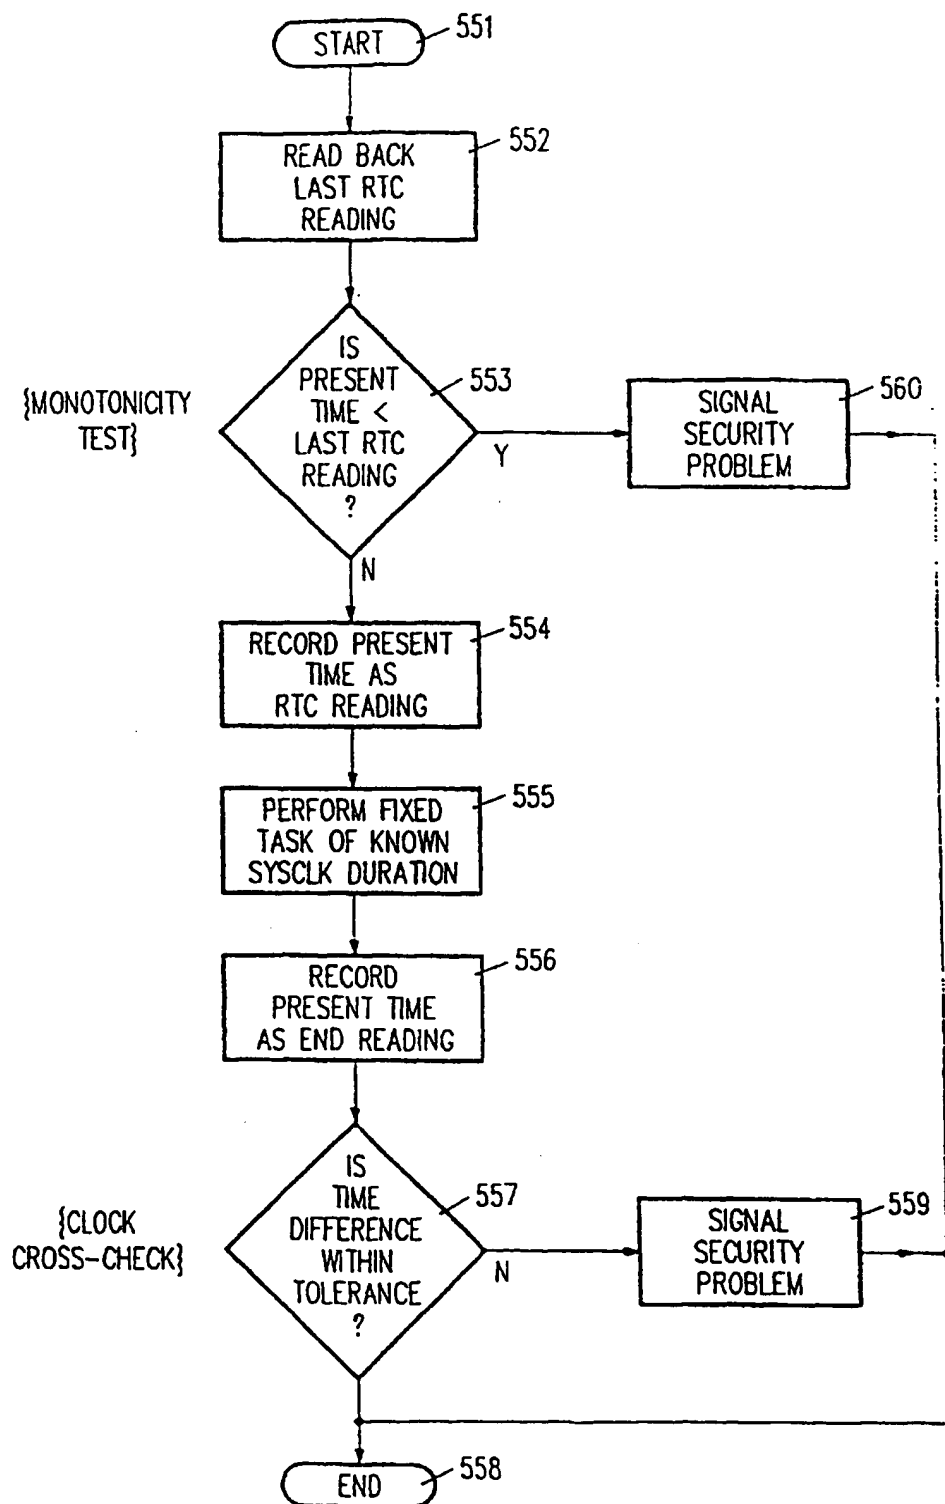 START
551
READ BACK
LAST RTC
READING
552
{MONOTONICITY
TEST}
IS
PRESENT
TIME <
LAST RTC
READING
?
553
Y
N
SIGNAL
SECURITY
PROBLEM
560
RECORD PRESENT
TIME AS
RTC READING
554
PERFORM FIXED
TASK OF KNOWN
SYSCLK DURATION
555
RECORD
PRESENT TIME
AS END READING
556
{CLOCK
CROSS-CHECK}
IS
TIME
DIFFERENCE
WITHIN
TOLERANCE
?
557
N
SIGNAL
SECURITY
PROBLEM
559
END
558